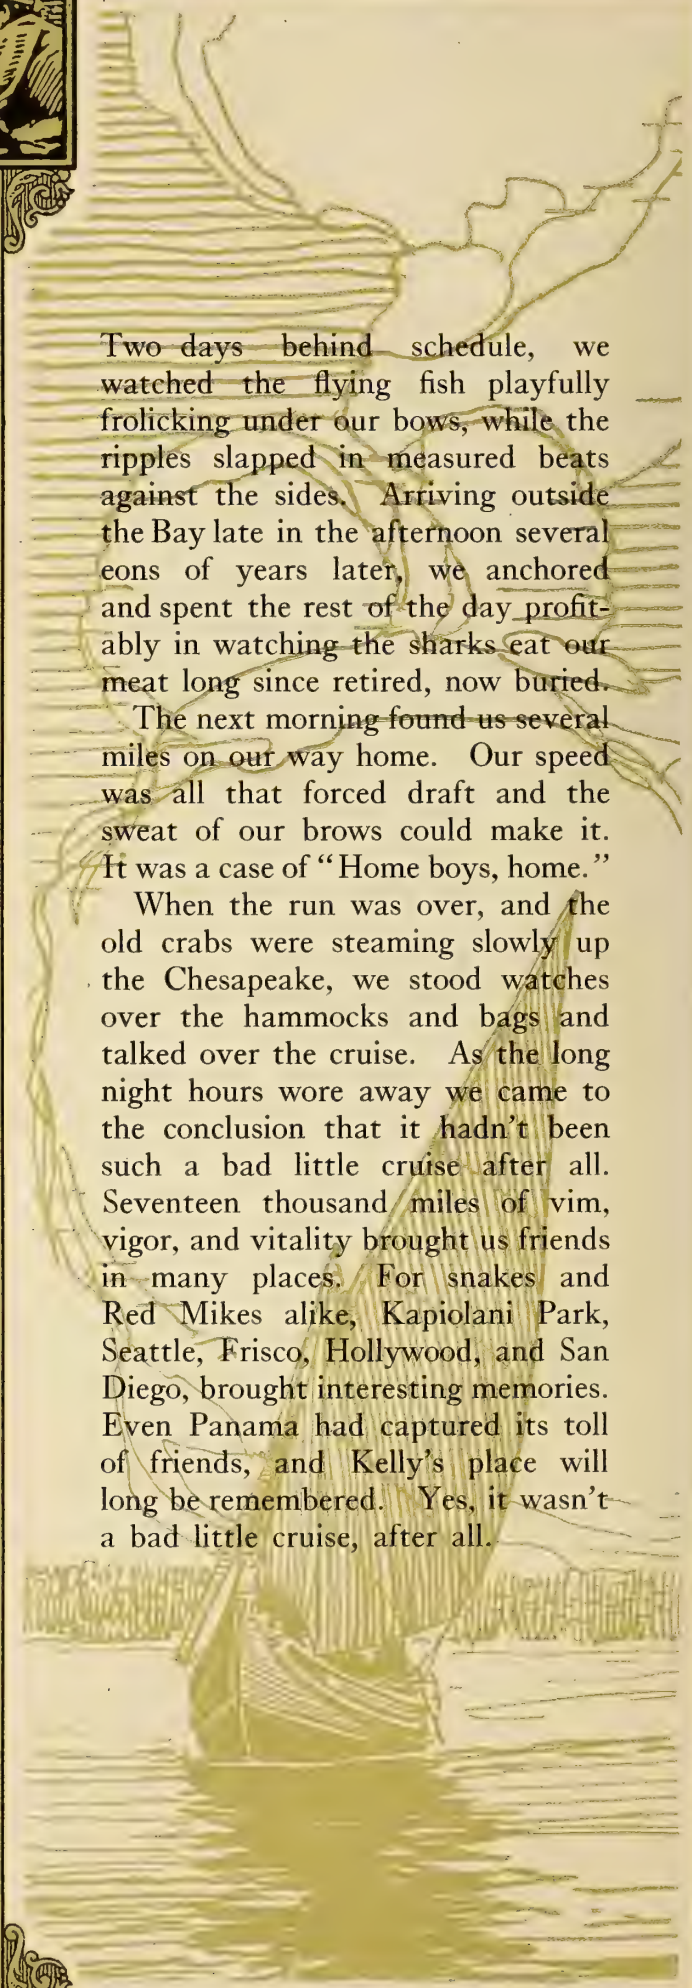 Two days behind schedule, we
watched the flying fish playfully
frolicking under our bows, while the
ripples slapped in measured beats
against the sides. Arriving outside
the Bay late in the afternoon several
eons of years later, we anchored
and spent the rest of the day profit-
ably in watching the sharks eat our
meat long since retired, now buried.
The next morning found us several
miles on our way home. Our speed
was all that forced draft and the
sweat of our brows could make it.
It was a case of “Home boys, home.”
When the run was over, and the
old crabs were steaming slowly up
the Chesapeake, we stood watches
over the hammocks and bags and
talked over the cruise. As the long
night hours wore away we came to
the conclusion that it hadn’t been
such a bad little cruise after all.
Seventeen thousand miles of vim,
vigor, and vitality brought us friends
in many places. For snakes and
Red Mikes alike, Kapiolani Park,
Seattle, Frisco, Hollywood, and San
Diego, brought interesting memories.
Even Panama had captured its toll
of friends, and Kelly’s place will
long be remembered. Yes, it wasn’t
a bad little cruise, after all.